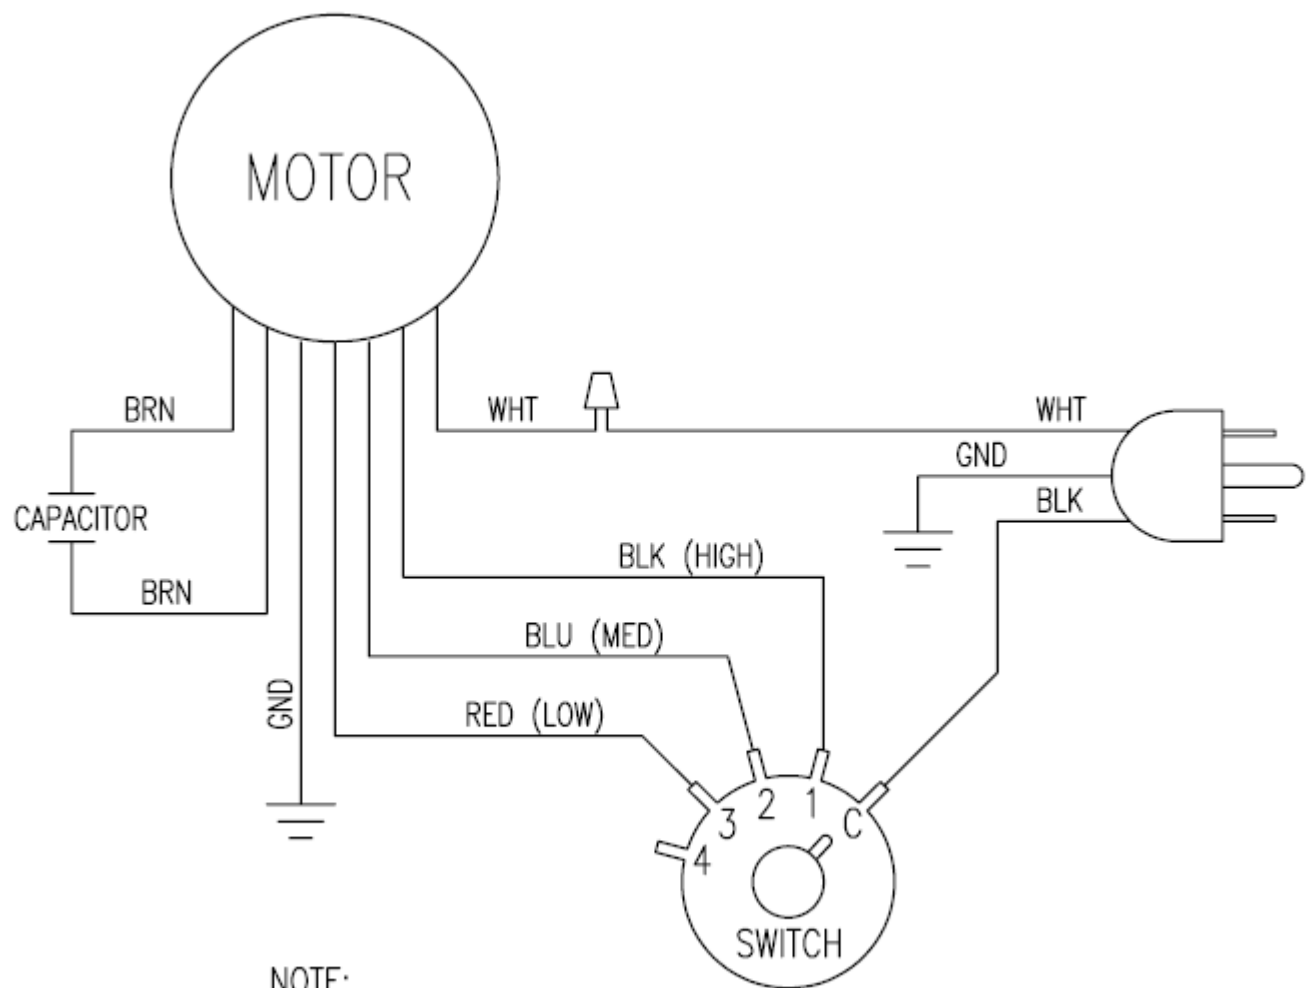 MOTOR
BRN
WHT
WHT
GND
CAPACITOR
BLK
BLK (HIGH)
BRN
BLU (MED)
GND
RED (LOW)
1
2
3
C
4
SWITCH
NOTE: